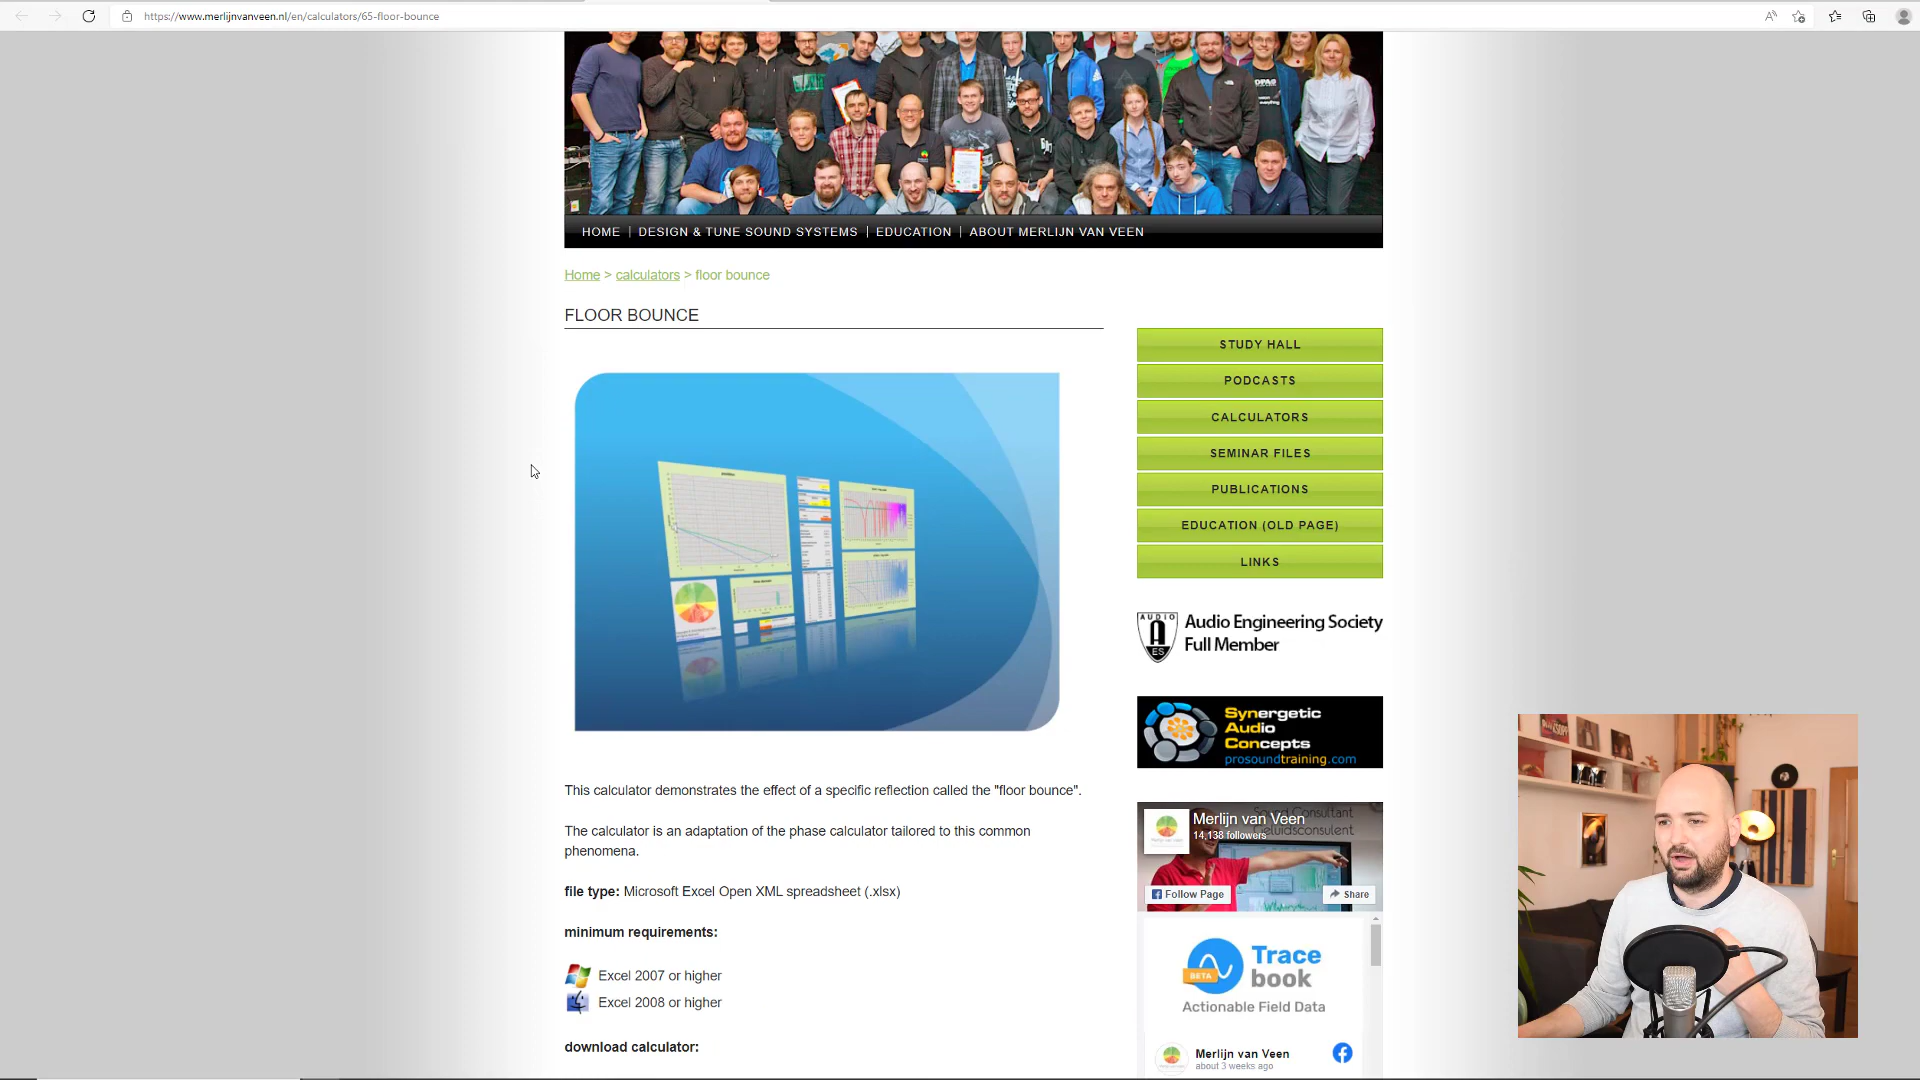 https://www.merlijnvanveen.nl/en/calculators/65-floor-bounce
HOME | DESIGN & TUNE SOUND SYSTEMS | EDUCATION | ABOUT MERLIJN VAN VEEN
Home > calculators > floor bounce
FLOOR BOUNCE
This calculator demonstrates the effect of a specific reflection called the "floor bounce".
The calculator is an adaptation of the phase calculator tailored to this common
phenomena.
file type: Microsoft Excel Open XML spreadsheet (.xlsx)
minimum requirements:
Excel 2007 or higher
Excel 2008 or higher
download calculator:
STUDY HALL
PODCASTS
CALCULATORS
SEMINAR FILES
PUBLICATIONS
EDUCATION (OLD PAGE)
LINKS
AUDIO
A
ES
Audio Engineering Society
Full Member
Synergetic
Audio
Concepts
prosoundtraining.com
Sound Consultant
Geluidsconsulent
Merlijn van Veen
14,138 followers
Follow Page
Share
Trace
book
BETA
Actionable Field Data
Merlijn van Veen
about 3 weeks ago